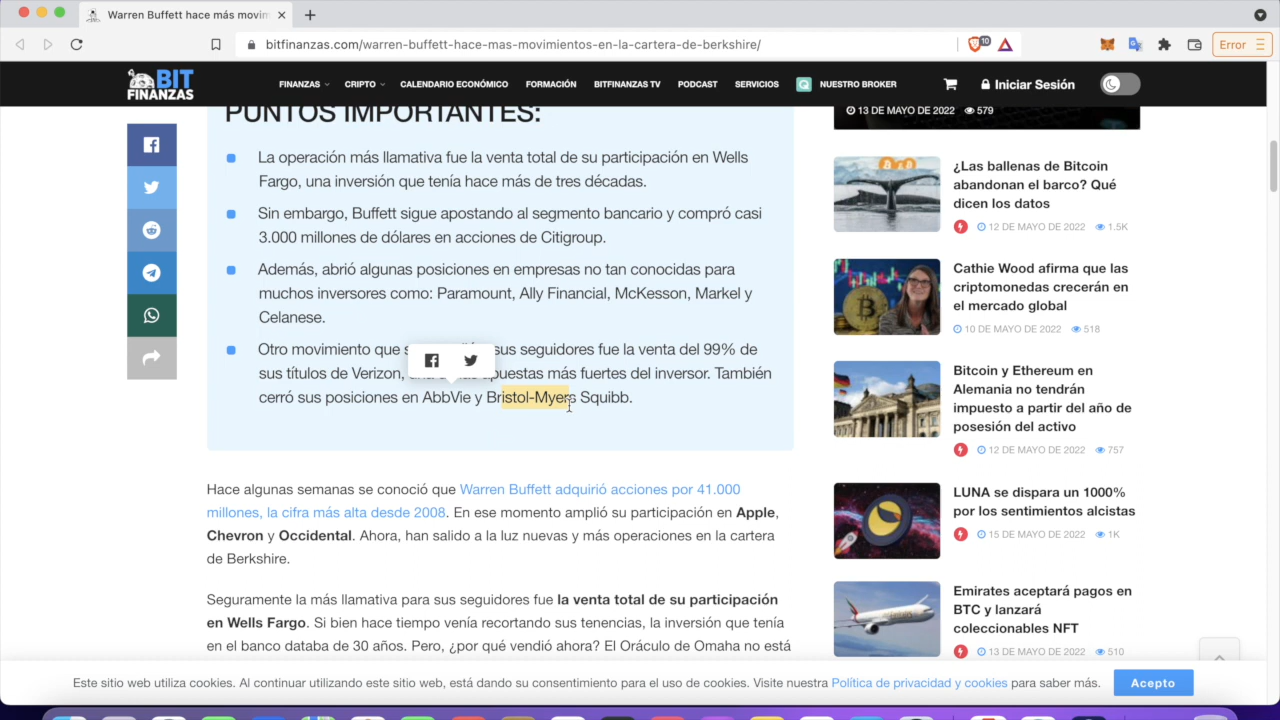 Warren Buffett hace más movim
bitfinanzas.com/warren-buffett-hace-mas-movimientos-en-la-cartera-de-berkshire/
10
Error
BIT
FINANZAS
FINANZAS
CRIPTO
CALENDARIO ECONÓMICO
FORMACIÓN
BITFINANZAS TV
PODCAST
SERVICIOS
NUESTRO BROKER
Iniciar Sesión
PUNTOS IMPORTANTES:
La operación más llamativa fue la venta total de su participación en Wells
Fargo, una inversión que tenía hace más de tres décadas.
Sin embargo, Buffett sigue apostando al segmento bancario y compró casi
3.000 millones de dólares en acciones de Citigroup.
Además, abrió algunas posiciones en empresas no tan conocidas para
muchos inversores como: Paramount, Ally Financial, McKesson, Markel y
Celanese.
Otro movimiento que sus seguidores fue la venta del 99% de
sus títulos de Verizon, apuestas más fuertes del inversor. También
cerró sus posiciones en AbbVie y Bristol-Myers Squibb.
Hace algunas semanas se conoció que Warren Buffett adquirió acciones por 41.000
millones, la cifra más alta desde 2008. En ese momento amplió su participación en Apple,
Chevron y Occidental. Ahora, han salido a la luz nuevas y más operaciones en la cartera
de Berkshire.
Seguramente la más llamativa para sus seguidores fue la venta total de su participación
en Wells Fargo. Si bien hace tiempo venía recortando sus tenencias, la inversión que tenía
en el banco databa de 30 años. Pero, ¿por qué vendió ahora? El Oráculo de Omaha no está
13 DE MAYO DE 2022 579
¿Las ballenas de Bitcoin
abandonan el barco? Qué
dicen los datos
12 DE MAYO DE 2022 1.5K
Cathie Wood afirma que las
criptomonedas crecerán en
el mercado global
10 DE MAYO DE 2022 518
Bitcoin y Ethereum en
Alemania no tendrán
impuesto a partir del año de
posesión del activo
12 DE MAYO DE 2022 757
LUNA se dispara un 1000%
por los sentimientos alcistas
15 DE MAYO DE 2022 1K
Emirates aceptará pagos en
BTC y lanzará
coleccionables NFT
13 DE MAYO DE 2022 510
Este sitio web utiliza cookies. Al continuar utilizando este sitio web, está dando su consentimiento para el uso de cookies. Visite nuestra Política de privacidad y cookies para saber más.
Acepto